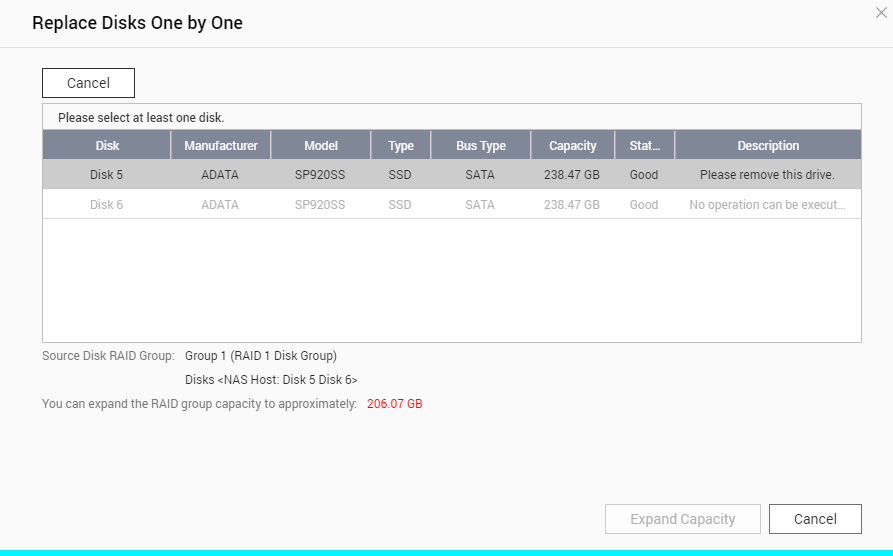 Replace Disks One by One
Cancel
Please select at least one disk.
Disk Manufacturer Model Type Bus Type Capacity Stat... Description
Disk 5 ADATA SP920SS SSD SATA 238.47 GB Good Please remove this drive.
Disk 6 ADATA SP920SS SSD SATA 238.47 GB Good No operation can be execut...
Source Disk RAID Group: Group 1 (RAID 1 Disk Group)
Disks <NAS Host: Disk 5 Disk 6>
You can expand the RAID group capacity to approximately: 206.07 GB
Expand Capacity Cancel